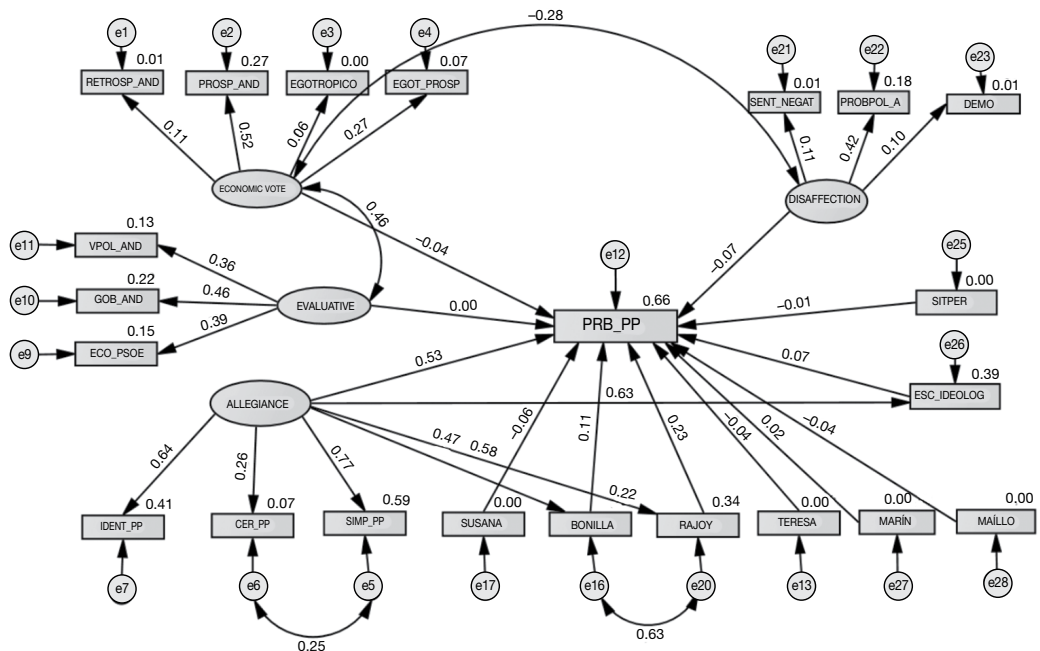 −0.28
e1
e2
e3
e4
0.01
0.27
0.00
0.07
RETROSP_AND
PROSP_AND
EGOTROPICO
EGOT_PROSP
e21
e22
e23
0.01
0.18
0.01
SENT_NEGAT
PROBPOL_A
DEMO
0.11
0.52
0.06
0.27
0.11
0.42
0.10
ECONOMIC VOTE
DISAFFECTION
0.46
−0.04
−0.07
e11
0.13
VPOL_AND
0.36
e10
0.22
GOB_AND
0.46
e9
0.15
ECO_PSOE
0.39
EVALUATIVE
0.00
e12
0.66
PRB_PP
e25
0.00
SITPER
−0.01
e26
0.39
ESC_IDEOLOG
0.07
0.53
ALLEGIANCE
0.63
0.64
0.26
0.77
0.47
0.58
0.22
−0.06
0.11
0.23
−0.04
0.02
−0.04
0.41
0.07
0.59
0.00
0.34
0.00
0.00
0.00
IDENT_PP
CER_PP
SIMP_PP
SUSANA
BONILLA
RAJOY
TERESA
MARÍN
MAÍLLO
e7
e6
e5
e17
e16
e20
e13
e27
e28
0.25
0.63